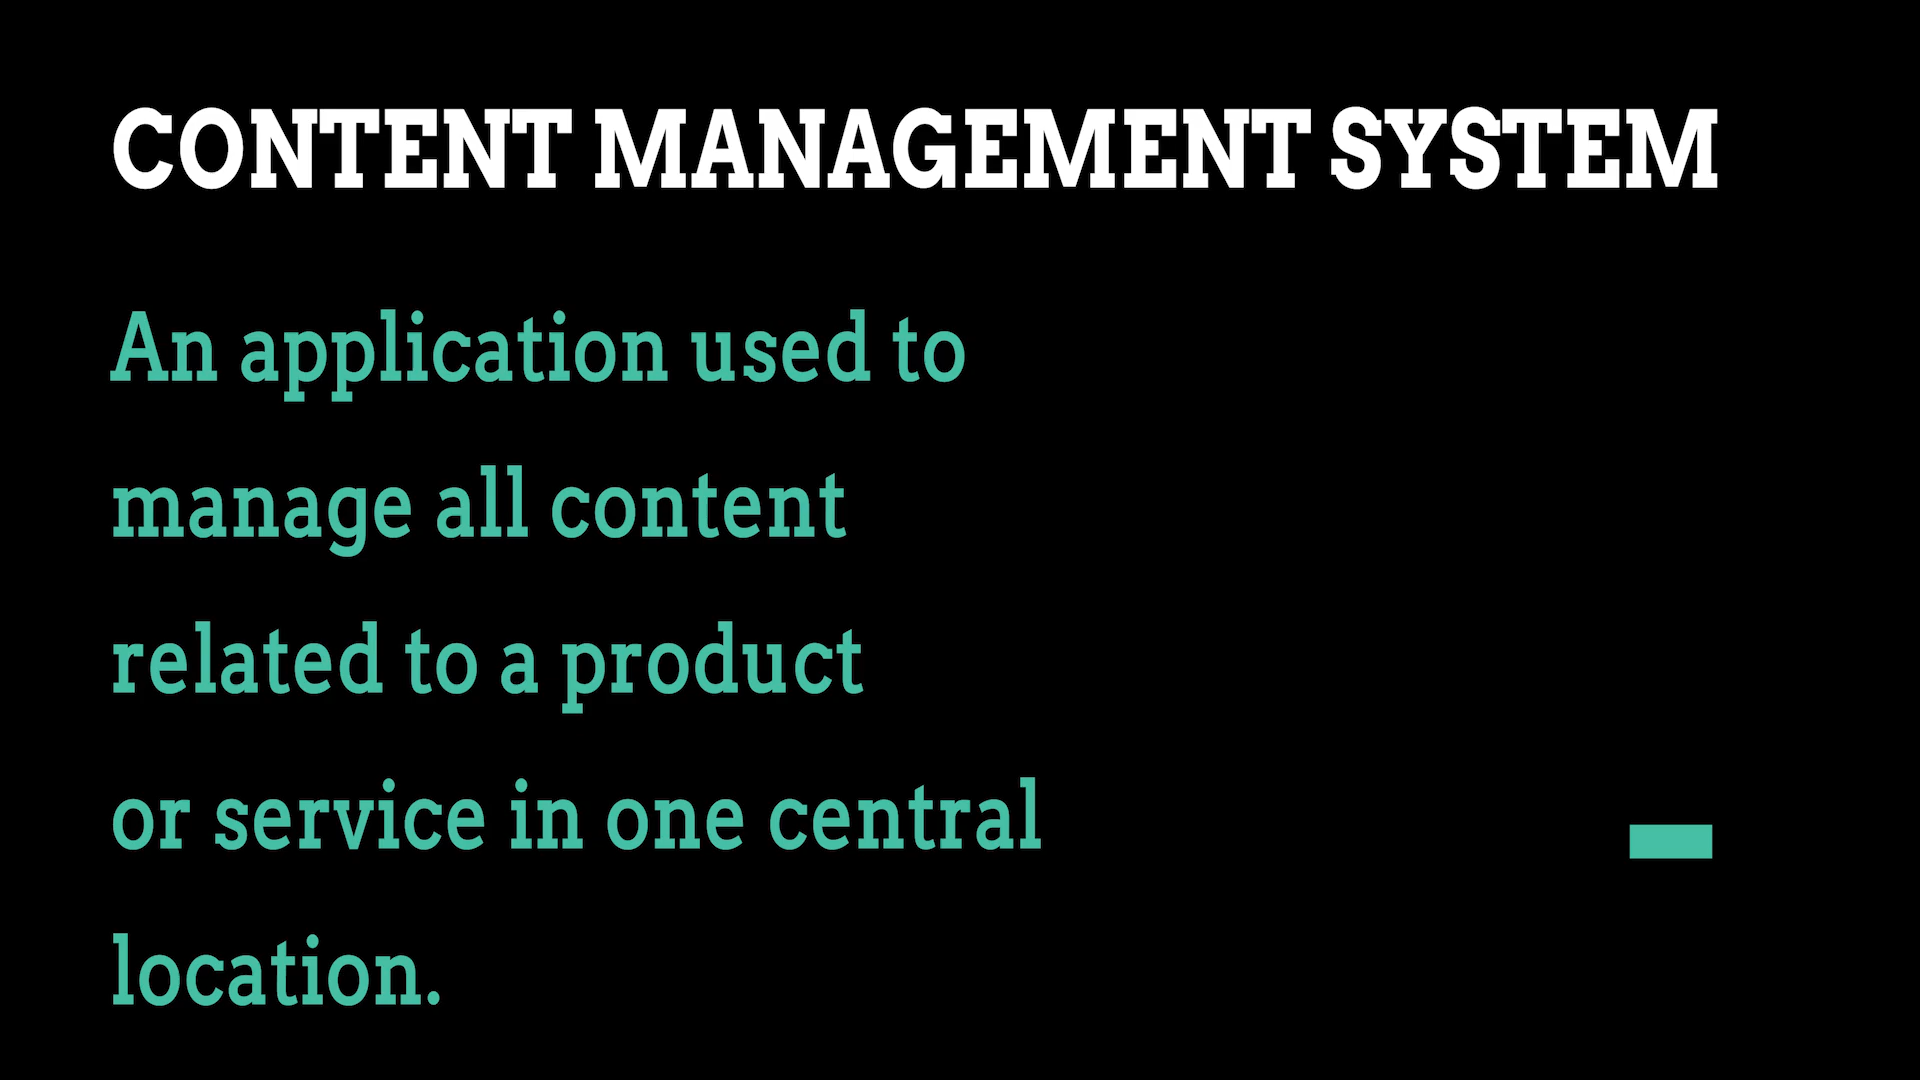 CONTENT MANAGEMENT SYSTEM
An application used to
manage all content
related to a product
or service in one central
location.